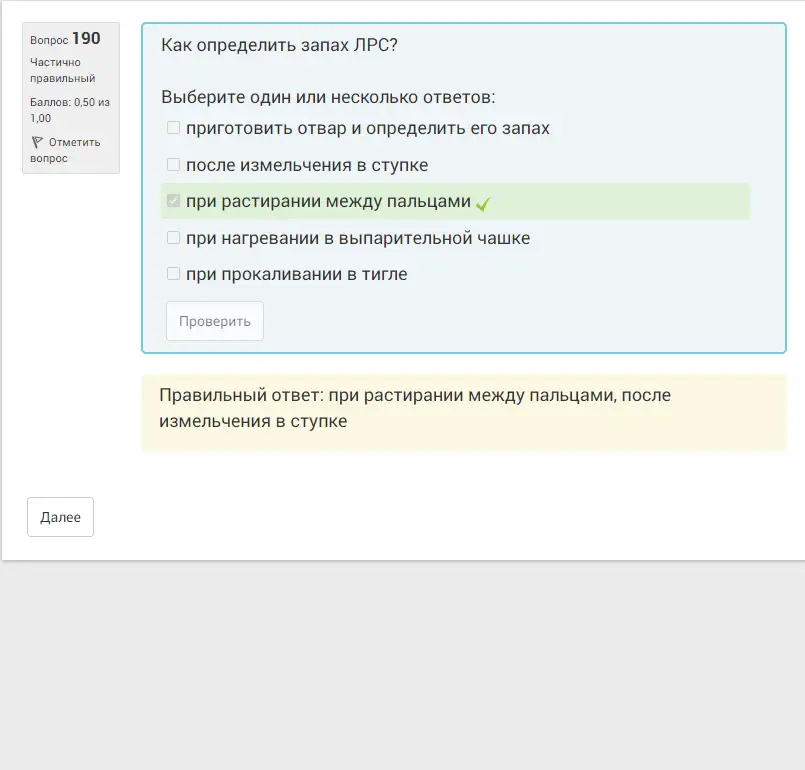 Вопрос 190
Частично
правильный
Баллов: 0,50 из
1,00
Отметить
вопрос
Как определить запах ЛРС?
Выберите один или несколько ответов:
приготовить отвар и определить его запах
после измельчения в ступке
при растирании между пальцами
при нагревании в выпарительной чашке
при прокаливании в тигле
Проверить
Правильный ответ: при растирании между пальцами, после
измельчения в ступке
Далее